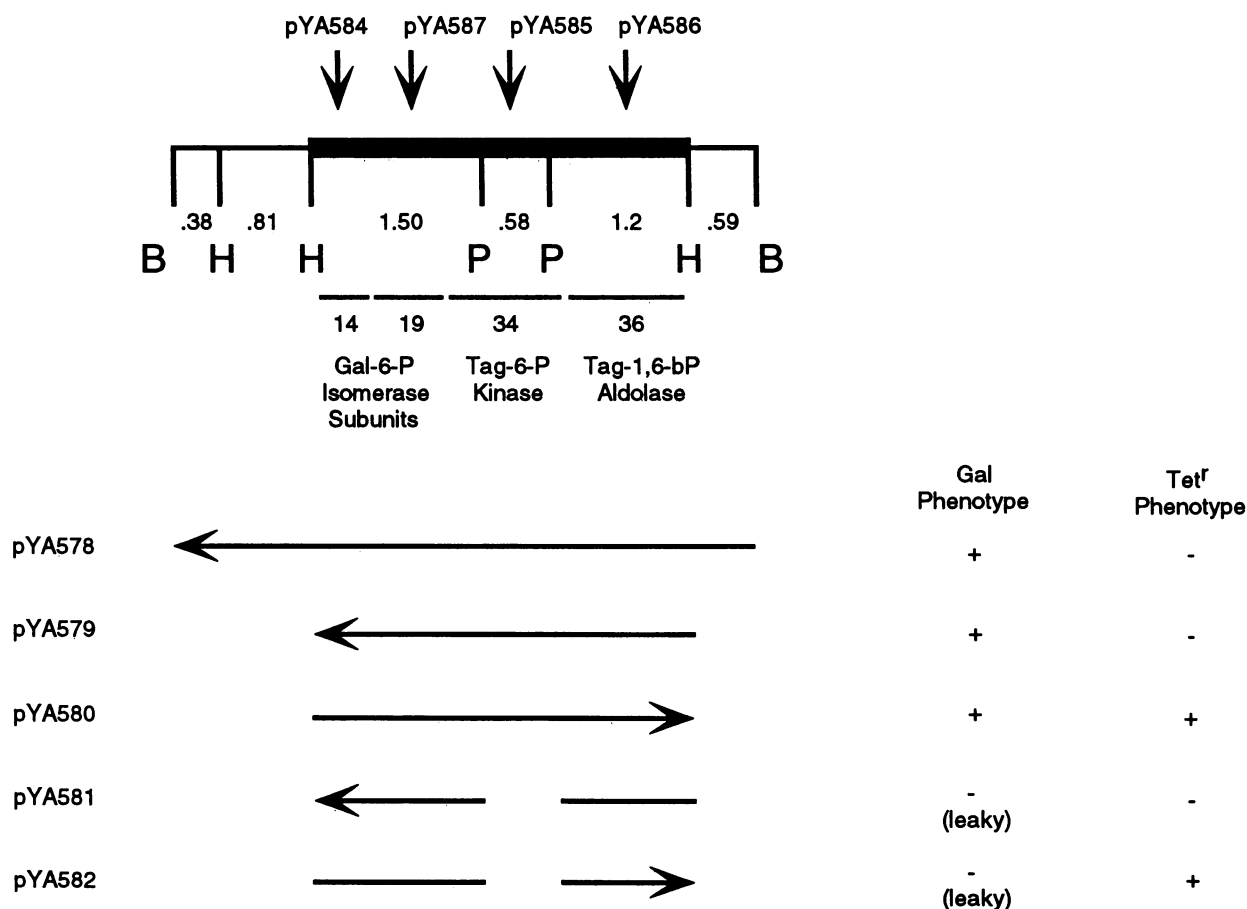 pYA584 pYA587 pYA585 pYA586
.38 .81 1.50 .58 1.2 .59
B H H P P H B
14 19 34 36
Gal-6-P Tag-6-P Tag-1,6-bP
Isomerase Kinase Aldolase
Subunits
Gal Tetr
Phenotype Phenotype
pYA578 + -
pYA579 + -
pYA580 + +
pYA581 - -
(leaky)
pYA582 - +
(leaky)